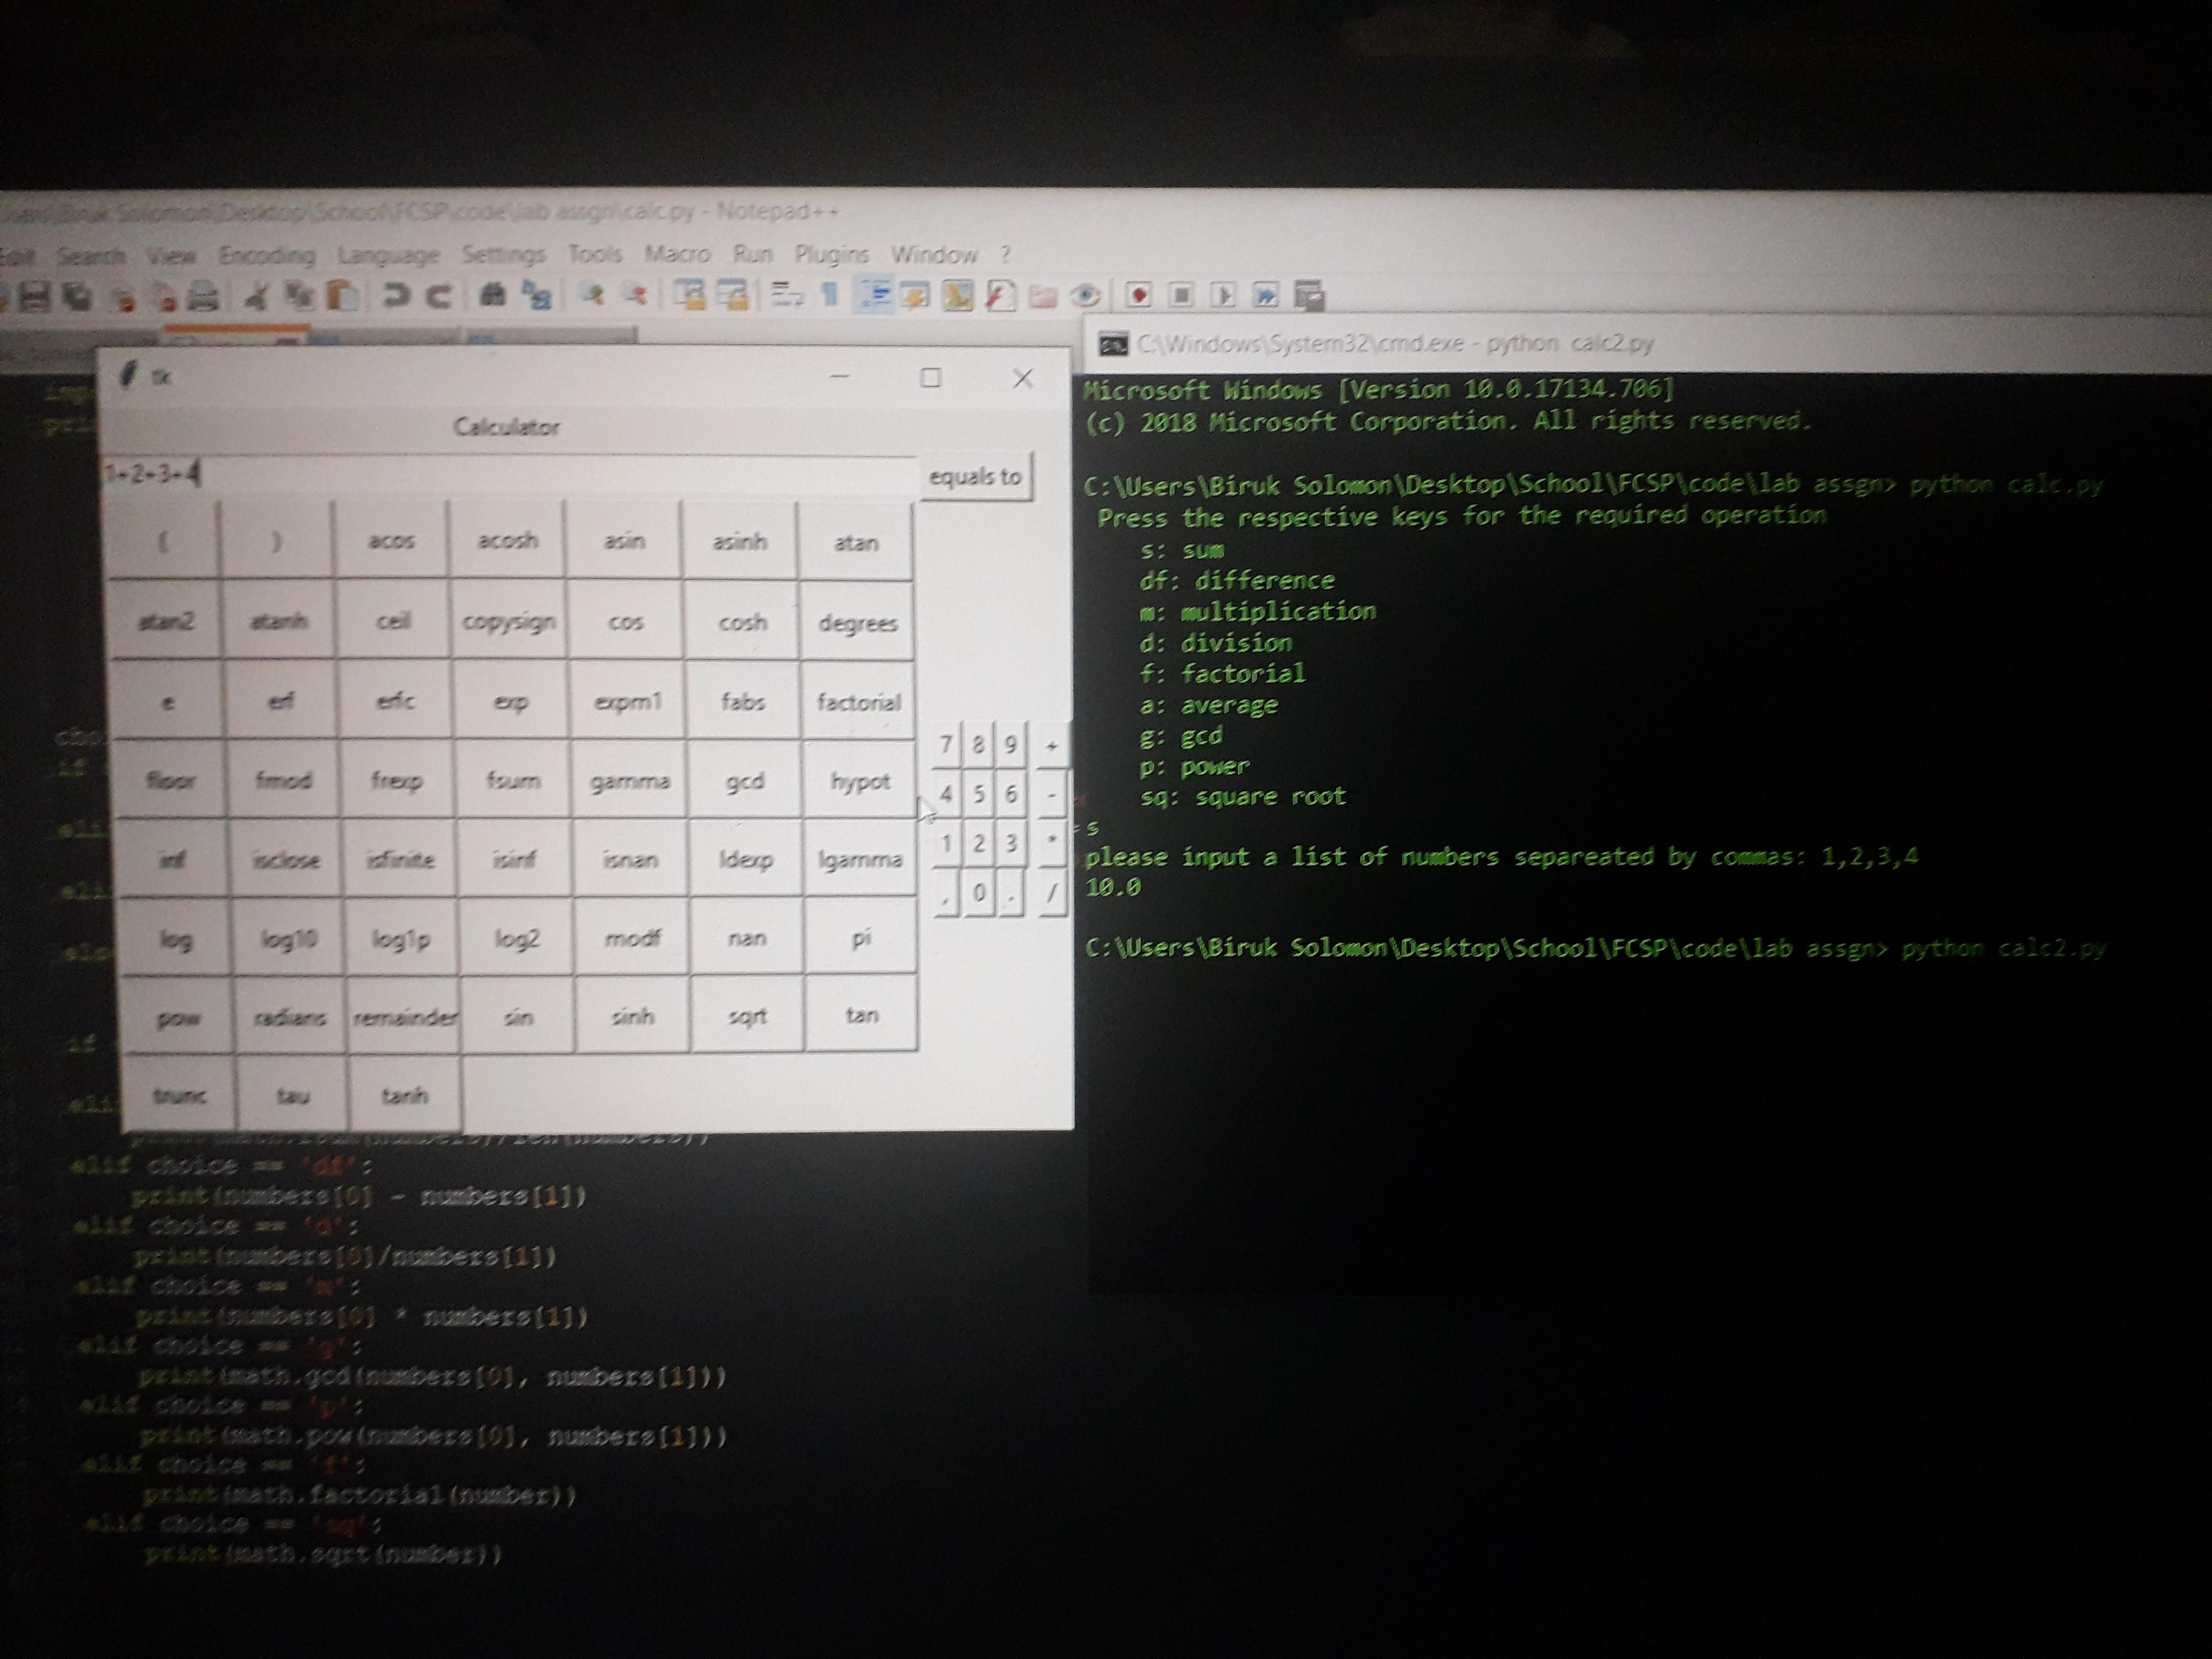 \Biruk Solomon\Desktop\School\FCSP\code\lab assgn\calc.py - Notepad++
Edit Search View Encoding Language Settings Tools Macro Run Plugins Window ?
tk
Calculator
1+2+3+4
equals to
( ) acos acosh asin asinh atan
atan2 atanh ceil copysign cos cosh degrees
e erf erfc exp expm1 fabs factorial
floor fmod frexp fsum gamma gcd hypot
inf isclose isfinite isinf isnan ldexp lgamma
log log10 log1p log2 modf nan pi
pow radians remainder sin sinh sqrt tan
trunc tau tanh
7 8 9 +
4 5 6 -
1 2 3 *
, 0 . /
elif choice == 'df':
print(numbers[0] - numbers[1])
elif choice == 'd':
print(numbers[0]/numbers[1])
elif choice == 'm':
print(numbers[0] * numbers[1])
elif choice == 'g':
print(math.gcd(numbers[0], numbers[1]))
elif choice == 'p':
print(math.pow(numbers[0], numbers[1]))
elif choice == 'f':
print(math.factorial(number))
elif choice == 'sq':
print(math.sqrt(number))
C:\Windows\System32\cmd.exe - python calc2.py
Microsoft Windows [Version 10.0.17134.706]
(c) 2018 Microsoft Corporation. All rights reserved.
C:\Users\Biruk Solomon\Desktop\School\FCSP\code\lab assgn> python calc.py
Press the respective keys for the required operation
s: sum
df: difference
m: multiplication
d: division
f: factorial
a: average
g: gcd
p: power
sq: square root
s
please input a list of numbers separeated by commas: 1,2,3,4
10.0
C:\Users\Biruk Solomon\Desktop\School\FCSP\code\lab assgn> python calc2.py